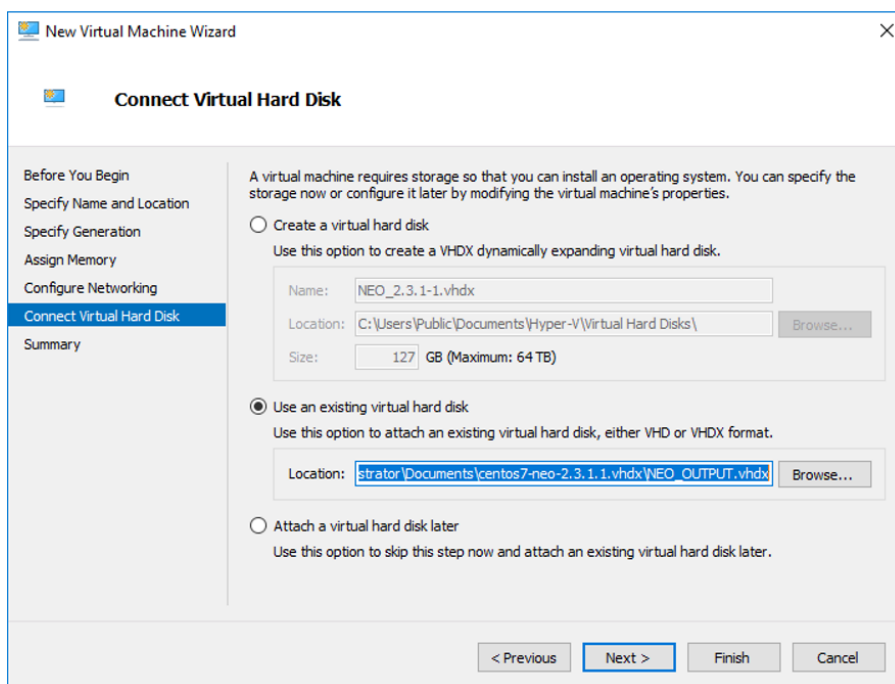 New Virtual Machine Wizard
Connect Virtual Hard Disk
Before You Begin
Specify Name and Location
Specify Generation
Assign Memory
Configure Networking
Connect Virtual Hard Disk
Summary
A virtual machine requires storage so that you can install an operating system. You can specify the
storage now or configure it later by modifying the virtual machine's properties.
Create a virtual hard disk
Use this option to create a VHDX dynamically expanding virtual hard disk.
Name: NEO_2.3.1-1.vhdx
Location: C:\Users\Public\Documents\Hyper-V\Virtual Hard Disks\ Browse...
Size: 127 GB (Maximum: 64 TB)
Use an existing virtual hard disk
Use this option to attach an existing virtual hard disk, either VHD or VHDX format.
Location: strator\Documents\centos7-neo-2.3.1.1.vhdx\NEO_OUTPUT.vhdx Browse...
Attach a virtual hard disk later
Use this option to skip this step now and attach an existing virtual hard disk later.
< Previous Next > Finish Cancel